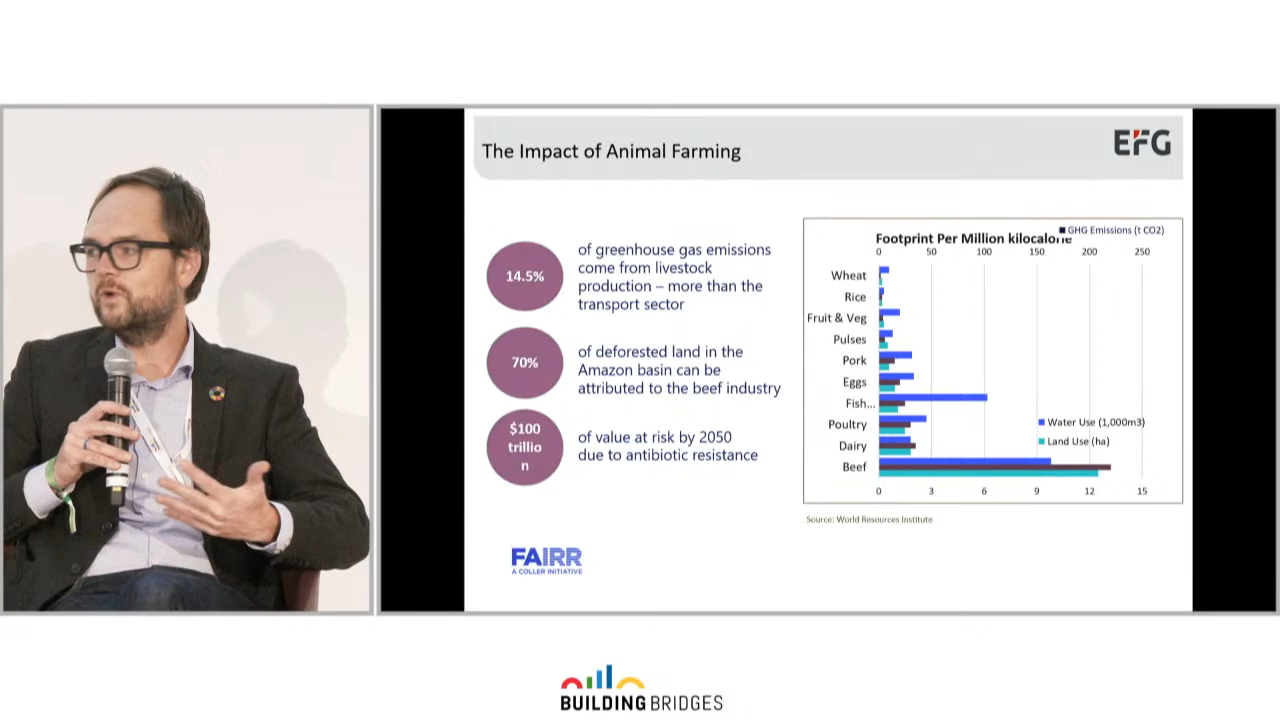 The Impact of Animal Farming
EFG
14.5%
of greenhouse gas emissions
come from livestock
production – more than the
transport sector
70%
of deforested land in the
Amazon basin can be
attributed to the beef industry
$100
trillio
n
of value at risk by 2050
due to antibiotic resistance
FAIRR
A COLLER INITIATIVE
GHG Emissions (t CO2)
Footprint Per Million kilocalorie
0 50 100 150 200 250
Wheat
Rice
Fruit & Veg
Pulses
Pork
Eggs
Fish...
Poultry
Dairy
Beef
Water Use (1,000m3)
Land Use (ha)
0 3 6 9 12 15
Source: World Resources Institute
BUILDING BRIDGES